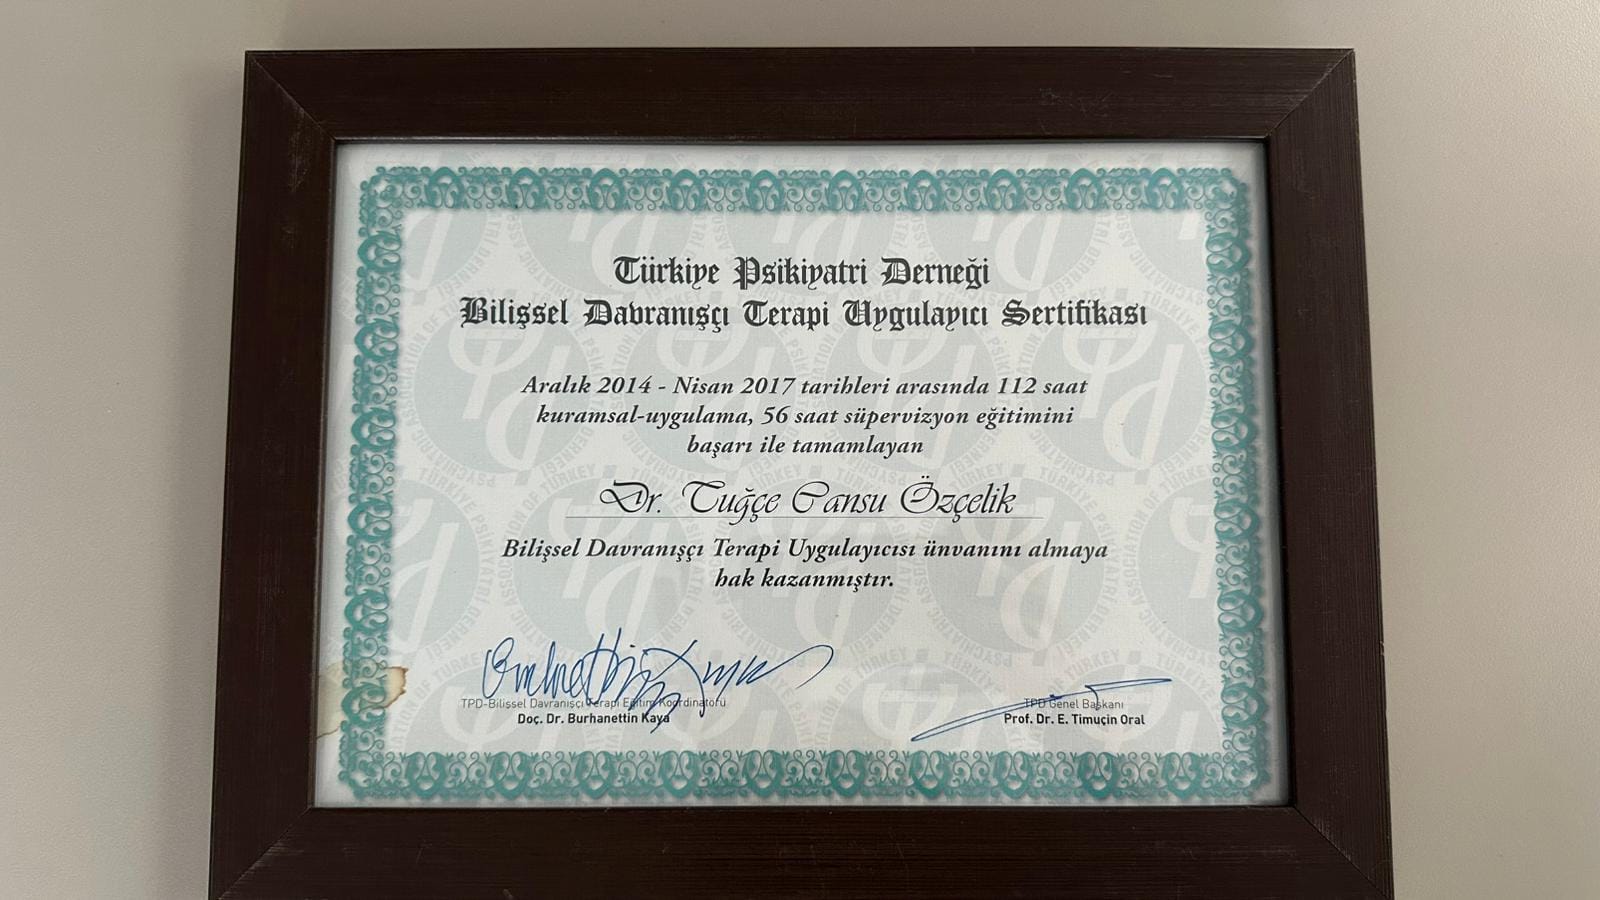 Türkiye Psikiyatri Derneği
Bilişsel Davranışçı Terapi Uygulayıcı Sertifikası
Aralık 2014 - Nisan 2017 tarihleri arasında 112 saat
kuramsal-uygulama, 56 saat süpervizyon eğitimini
başarı ile tamamlayan
Dr. Tuğçe Cansu Özçelik
Bilişsel Davranışçı Terapi Uygulayıcısı ünvanını almaya
hak kazanmıştır.
TPD-Bilişsel Davranışçı Terapi Eğitim Koordinatörü
Doç. Dr. Burhanettin Kaya
TPD Genel Başkanı
Prof. Dr. E. Timuçin Oral